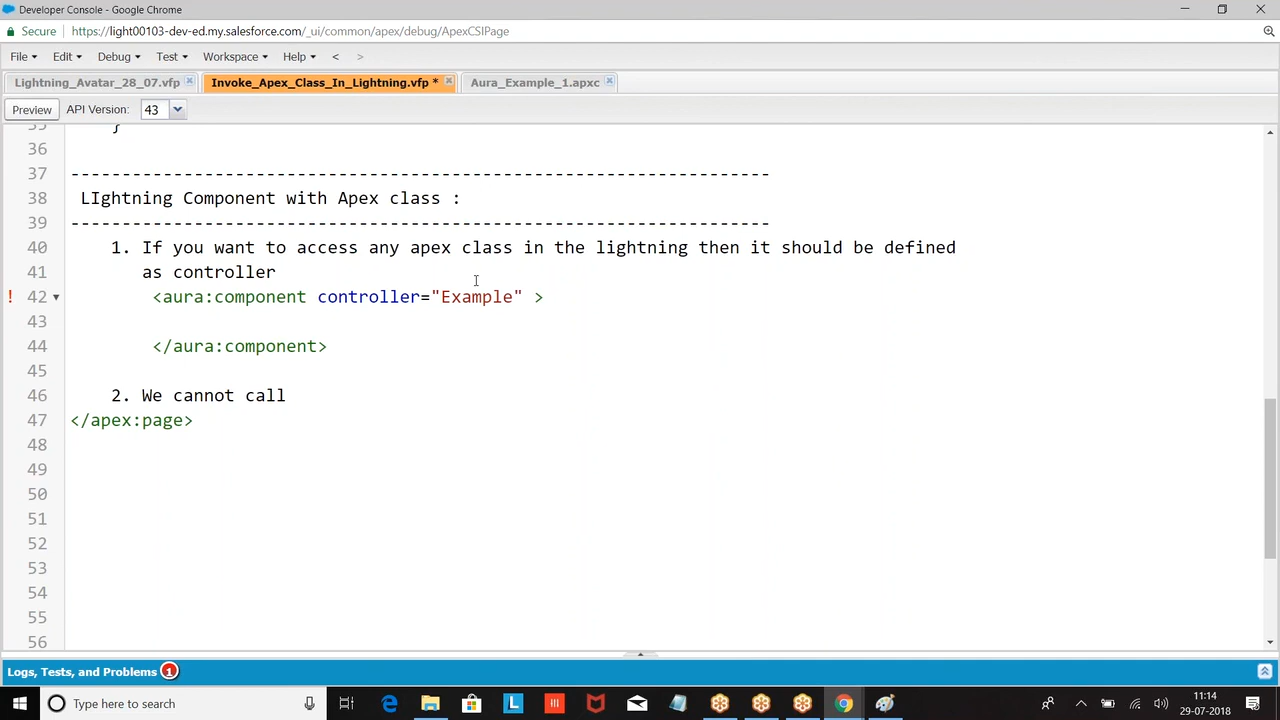 Developer Console - Google Chrome
Secure https://light00103-dev-ed.my.salesforce.com/_ui/common/apex/debug/ApexCSIPage
File Edit Debug Test Workspace Help < >
Lightning_Avatar_28_07.vfp Invoke_Apex_Class_In_Lightning.vfp * Aura_Example_1.apxc
Preview API Version: 43
35 }
36
37 --------------------------------------------------------------------
38 LIghtning Component with Apex class :
39 --------------------------------------------------------------------
40 1. If you want to access any apex class in the lightning then it should be defined
41 as controller
! 42 <aura:component controller="Example" >
43
44 </aura:component>
45
46 2. We cannot call
47 </apex:page>
48
49
50
51
52
53
54
55
56
Logs, Tests, and Problems 1
Type here to search
11:14
29-07-2018